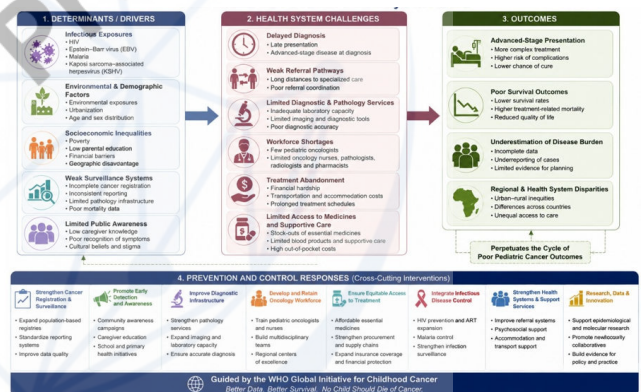 1. DETERMINANTS / DRIVERS
Infectious Exposures
• HIV
• Epstein–Barr virus (EBV)
• Malaria
• Kaposi sarcoma–associated
herpesvirus (KSHV)
Environmental & Demographic
Factors
• Environmental exposures
• Urbanization
• Age and sex distribution
Socioeconomic Inequalities
• Poverty
• Low parental education
• Financial barriers
• Geographic disavoantage
Weak Surveillance Systems
• Incomplete cancer registration
• Inconsistent reporting
• Limited pathology infrastructure
• Poor mortality data
Limited Public Awareness
• Low caregiver knowledge
• Poor recognition of symptoms
• Cultural beliefs and stigma
2. HEALTH SYSTEM CHALLENGES
Delayed Diagnosis
• Late presentation
• Advanced-stage disease at diagnosis
Weak Referral Pathways
• Long distances to specialized care
• Poor referral coordination
Limited Diagnostic & Pathology Services
• Inadequate laboratory capacity
• Limited imaging and diagnostic tools
• Poor diagnostic accuracy
Workforce Shortages
• Few pediatric oncologists
• Limited oncology nurses, pathologists,
radiologists and pharmacists
Treatment Abandonment
• Financial hardship
• Transportation and accommodation costs
• Prolonged treatment schedules
Limited Access to Medicines
and Supportive Care
• Stock-outs of essential medicines
• Limited blood products and supportive care
• High out-of-pocket costs
3. OUTCOMES
Advanced-Stage Presentation
• More complex treatment
• Higher risk of complications
• Lower chance of cure
Poor Survival Outcomes
• Lower survival rates
• Higher treatment-related mortality
• Reduced quality of life
Underestimation of Disease Burden
• Incomplete data
• Underreporting of cases
• Limited evidence for planning
Regional & Health System Disparities
• Urban–rural inequities
• Differences across countries
• Unequal access to care
Perpetuates the Cycle of
Poor Pediatric Cancer Outcomes
4. PREVENTION AND CONTROL RESPONSES (Cross-Cutting Interventions)
Strengthen Cancer
Registration &
Surveillance
• Expand population-based
registries
• Standardize reporting
systems
• Improve data quality
Promote Early
Detection
and Awareness
• Community awareness
campaigns
• Caregiver education
• School and primary
health initiatives
Improve Diagnostic
Infrastructure
• Strengthen pathology
services
• Expand imaging and
laboratory capacity
• Ensure accurate diagnosis
Develop and Retain
Oncology Workforce
• Train pediatric oncologists
and nurses
• Build multidisciplinary
teams
• Regional centers
of excellence
Ensure Equitable Access
to Treatment
• Affordable essential
medicines
• Strengthen procurement
and supply chains
• Expand insurance coverage
and financial protection
Integrate Infectious
Disease Control
• HIV prevention and ART
expansion
• Malaria control
• Strengthen infection
surveillance
Strengthen Health
Systems & Support
Services
• Improve referral systems
• Psychosocial support
• Accommodation and
transport support
Research, Data &
Innovation
• Support epidemiological
and molecular research
• Promote
collaborations
• Build evidence for
policy and practice
Guided by the WHO Global Initiative for Childhood Cancer
Better Data. Better Survival. No Child Should Die of Cancer.